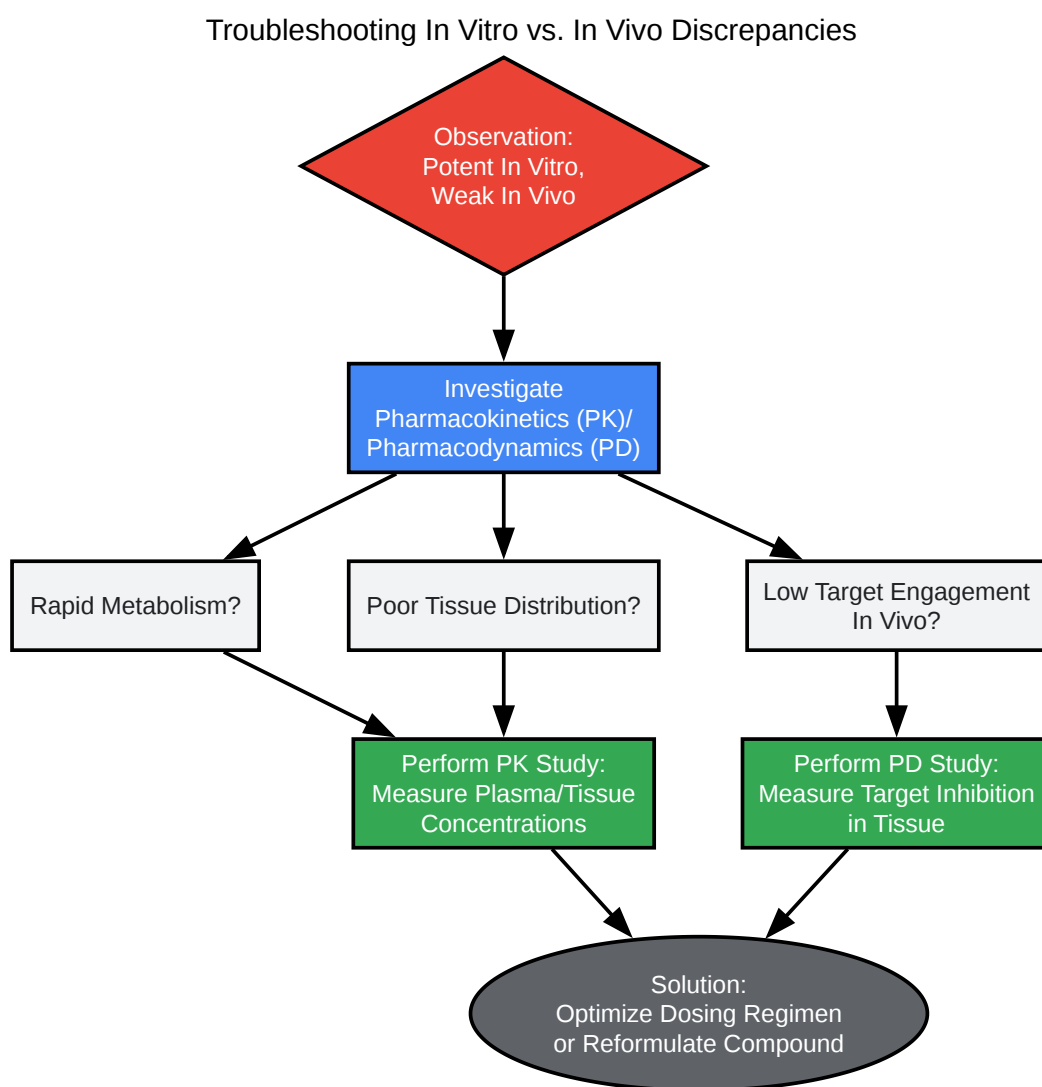 Troubleshooting In Vitro vs. In Vivo Discrepancies
Observation:
Potent In Vitro,
Weak In Vivo
Investigate
Pharmacokinetics (PK)/
Pharmacodynamics (PD)
Rapid Metabolism?
Poor Tissue Distribution?
Low Target Engagement
In Vivo?
Perform PK Study:
Measure Plasma/Tissue
Concentrations
Perform PD Study:
Measure Target Inhibition
in Tissue
Solution:
Optimize Dosing Regimen
or Reformulate Compound